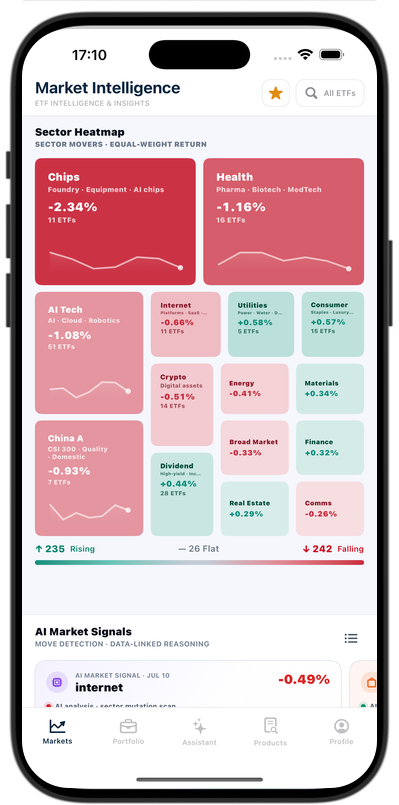 17:10
Market Intelligence
ETF INTELLIGENCE & INSIGHTS
All ETFs
Sector Heatmap
SECTOR MOVERS · EQUAL-WEIGHT RETURN
Chips
Foundry · Equipment · AI chips
-2.34%
11 ETFs
Health
Pharma · Biotech · MedTech
-1.16%
16 ETFs
AI Tech
AI · Cloud · Robotics
-1.08%
51 ETFs
Internet
Platforms · SaaS ·...
-0.66%
11 ETFs
Utilities
Power · Water · D...
+0.58%
5 ETFs
Consumer
Staples · Luxury...
+0.57%
15 ETFs
Crypto
Digital assets
-0.51%
14 ETFs
Energy
-0.41%
Materials
+0.34%
China A
CSI 300 · Quality
· Domestic
-0.93%
7 ETFs
Broad Market
-0.33%
Finance
+0.32%
Dividend
High-yield · Inc...
+0.44%
28 ETFs
Real Estate
+0.29%
Comms
-0.26%
↑ 235 Rising
— 26 Flat
↓ 242 Falling
AI Market Signals
MOVE DETECTION · DATA-LINKED REASONING
AI MARKET SIGNAL · JUL 10
internet
-0.49%
AI analysis · sector mutation scan
Markets
Portfolio
Assistant
Products
Profile